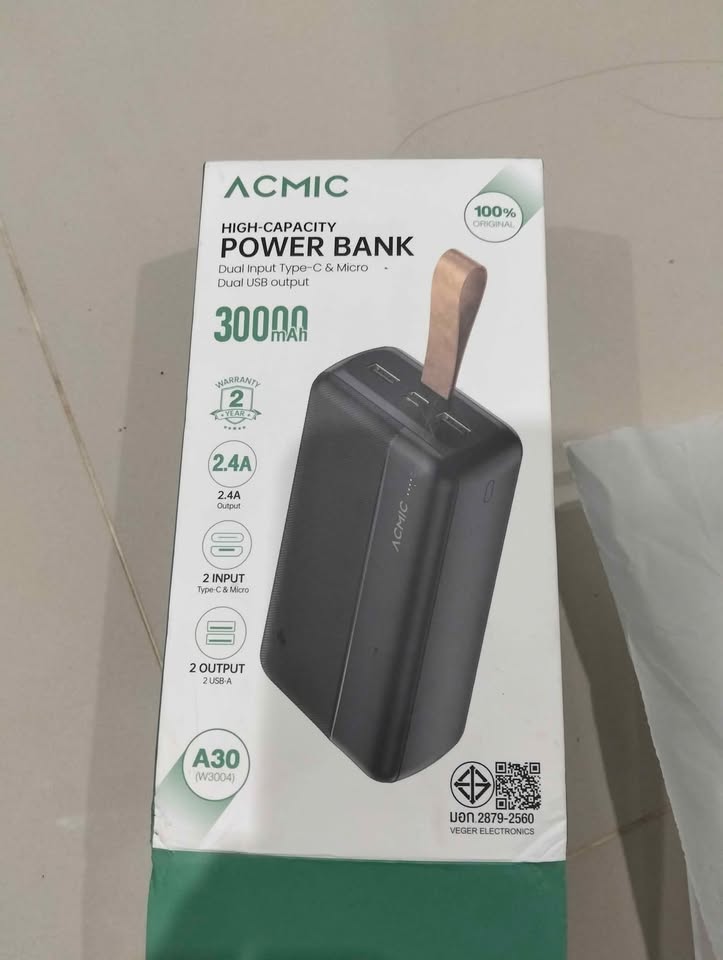 ACMIC
100%
ORIGINAL
HIGH-CAPACITY
POWER BANK
Dual Input Type-C & Micro
Dual USB output
30000mAh
WARRANTY
2
YEAR
2.4A
2.4A
Output
2 INPUT
Type-C & Micro
2 OUTPUT
2 USB-A
ACMIC
A30
(W3004)
มอก.2879-2560
VEGER ELECTRONICS